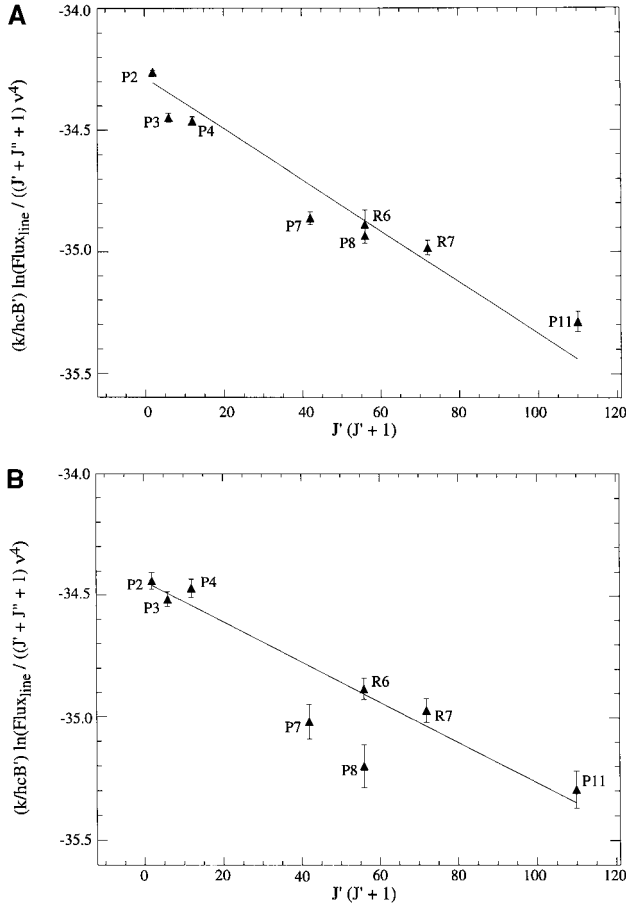 A
(k/hcB') ln(Flux_line / ((J' + J" + 1) ν^4)
-34.0
-34.5
-35.0
-35.5
P2
P3
P4
P7
R6
P8
R7
P11
0 20 40 60 80 100 120
J' (J' + 1)
B
(k/hcB') ln(Flux_line / ((J' + J" + 1) ν^4)
-34.0
-34.5
-35.0
-35.5
P2
P4
P3
R6
P7
R7
P8
P11
0 20 40 60 80 100 120
J' (J' + 1)